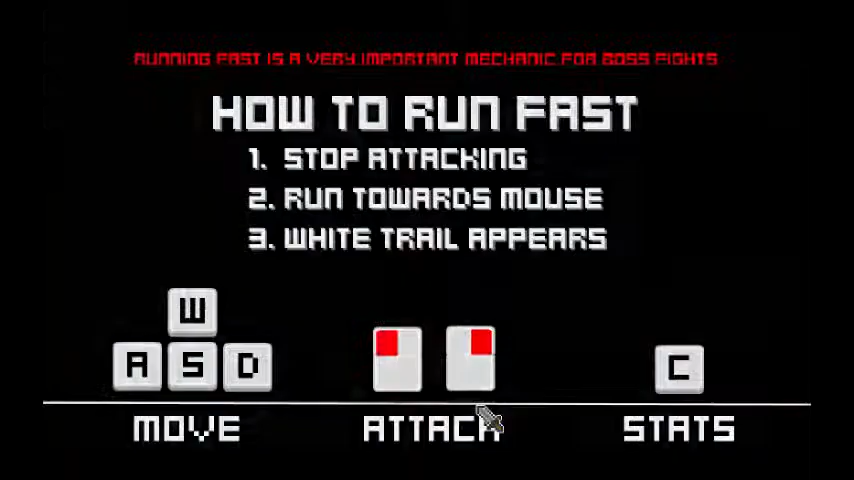 RUNNING FAST IS A VERY IMPORTANT MECHANIC FOR BOSS FIGHTS
HOW TO RUN FAST
1. STOP ATTACKING
2. RUN TOWARDS MOUSE
3. WHITE TRAIL APPEARS
W
A S D C
MOVE ATTACK STATS